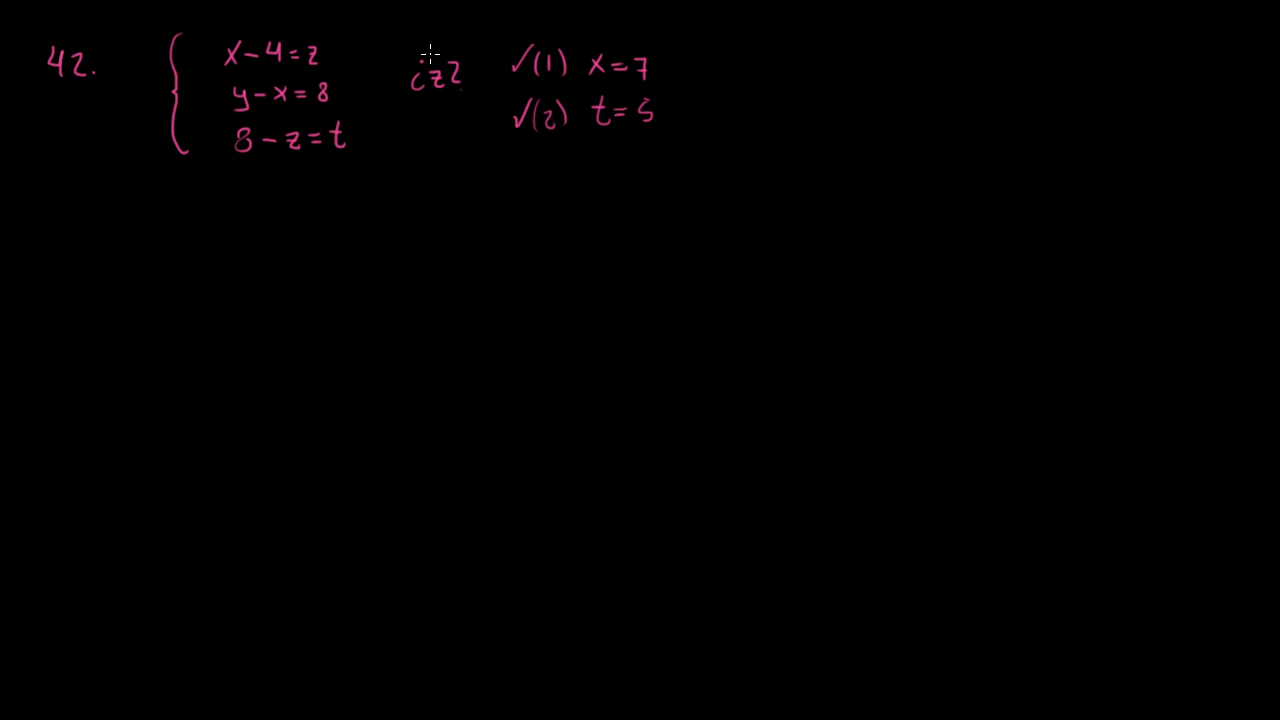 42. x-4=z ¿z? ✓(1) x=7
y-x=8 ✓(2) t=5
8-z=t